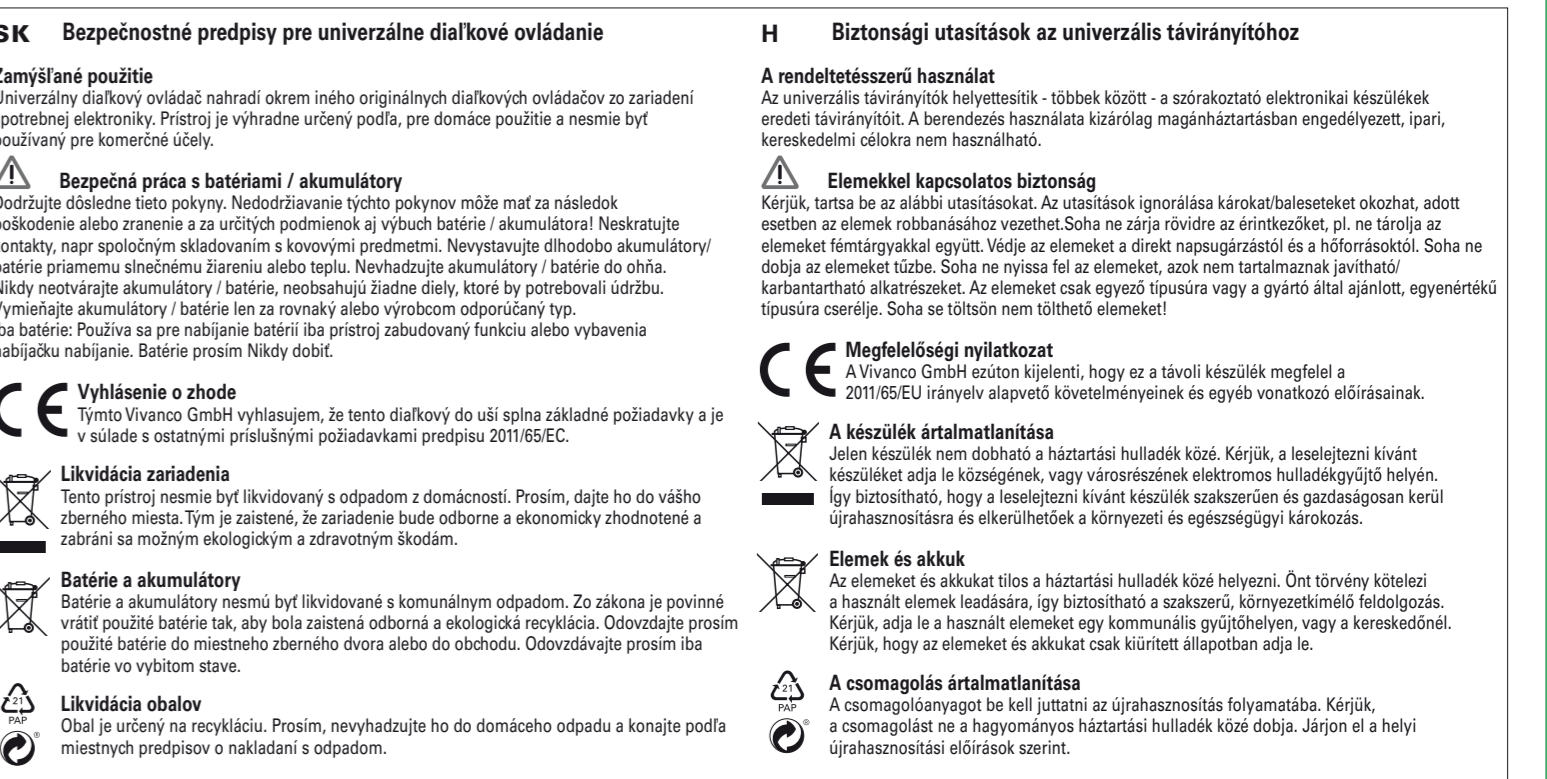 SK Bezpečnostné predpisy pre univerzálne diaľkové ovládanie
Zamýšľané použitie
Univerzálny diaľkový ovládač nahradí okrem iného originálnych diaľkových ovládačov zo zariadení
spotrebnej elektroniky. Prístroj je výhradne určený podľa, pre domáce použitie a nesmie byť
používaný pre komerčné účely.
Bezpečná práca s batériami / akumulátory
Dodržujte dôsledne tieto pokyny. Nedodržiavanie týchto pokynov môže mať za následok
poškodenie alebo zranenie a za určitých podmienok aj výbuch batérie / akumulátora! Neskratujte
kontakty, napr spoločným skladovaním s kovovými predmetmi. Nevystavujte dlhodobo akumulátory/
batérie priamemu slnečnému žiareniu alebo teplu. Nevhadzujte akumulátory / batérie do ohňa.
Nikdy neotvárajte akumulátory / batérie, neobsahujú žiadne diely, ktoré by potrebovali údržbu.
Vymieňajte akumulátory / batérie len za rovnaký alebo výrobcom odporúčaný typ.
Iba batérie: Používa sa pre nabíjanie batérií iba prístroj zabudovaný funkciu alebo vybavenia
nabíjačku nabíjanie. Batérie prosím Nikdy dobiť.
CE Vyhlásenie o zhode
Týmto Vivanco GmbH vyhlasujem, že tento diaľkový do uší splna základné požiadavky a je
v súlade s ostatnými príslušnými požiadavkami predpisu 2011/65/EC.
Likvidácia zariadenia
Tento prístroj nesmie byť likvidovaný s odpadom z domácností. Prosím, dajte ho do vášho
zberného miesta. Tým je zaistené, že zariadenie bude odborne a ekonomicky zhodnotené a
zabráni sa možným ekologickým a zdravotným škodám.
Batérie a akumulátory
Batérie a akumulátory nesmú byť likvidované s komunálnym odpadom. Zo zákona je povinné
vrátiť použité batérie tak, aby bola zaistená odborná a ekologická recyklácia. Odovzdajte prosím
použité batérie do miestneho zberného dvora alebo do obchodu. Odovzdávajte prosím iba
batérie vo vybitom stave.
21
PAP
Likvidácia obalov
Obal je určený na recykláciu. Prosím, nevyhadzujte ho do domáceho odpadu a konajte podľa
miestnych predpisov o nakladaní s odpadom.
®
H Biztonsági utasítások az univerzális távirányítóhoz
A rendeltetésszerű használat
Az univerzális távirányítók helyettesítik - többek között - a szórakoztató elektronikai készülékek
eredeti távirányítóit. A berendezés használata kizárólag magánháztartásban engedélyezett, ipari,
kereskedelmi célokra nem használható.
Elemekkel kapcsolatos biztonság
Kérjük, tartsa be az alábbi utasításokat. Az utasítások ignorálása károkat/baleseteket okozhat, adott
esetben az elemek robbanásához vezethet.Soha ne zárja rövidre az érintkezőket, pl. ne tárolja az
elemeket fémtárgyakkal együtt. Védje az elemeket a direkt napsugárzástól és a hőforrásoktól. Soha ne
dobja az elemeket tűzbe. Soha ne nyissa fel az elemeket, azok nem tartalmaznak javítható/
karbantartható alkatrészeket. Az elemeket csak egyező típusúra vagy a gyártó által ajánlott, egyenértékű
típusúra cserélje. Soha se töltsön nem tölthető elemeket!
CE Megfelelőségi nyilatkozat
A Vivanco GmbH ezúton kijelenti, hogy ez a távoli készülék megfelel a
2011/65/EU irányelv alapvető követelményeinek és egyéb vonatkozó előírásainak.
A készülék ártalmatlanítása
Jelen készülék nem dobható a háztartási hulladék közé. Kérjük, a leselejtezni kívánt
készüléket adja le községének, vagy városrészének elektromos hulladékgyűjtő helyén.
Így biztosítható, hogy a leselejtezni kívánt készülék szakszerűen és gazdaságosan kerül
újrahasznosításra és elkerülhetőek a környezeti és egészségügyi károkozás.
Elemek és akkuk
Az elemeket és akkukat tilos a háztartási hulladék közé helyezni. Önt törvény kötelezi
a használt elemek leadására, így biztosítható a szakszerű, környezetkímélő feldolgozás.
Kérjük, adja le a használt elemeket egy kommunális gyűjtőhelyen, vagy a kereskedőnél.
Kérjük, hogy az elemeket és akkukat csak kiürített állapotban adja le.
21
PAP
A csomagolás ártalmatlanítása
A csomagolóanyagot be kell juttatni az újrahasznosítás folyamatába. Kérjük,
a csomagolást ne a hagyományos háztartási hulladék közé dobja. Járjon el a helyi
újrahasznosítási előírások szerint.
®